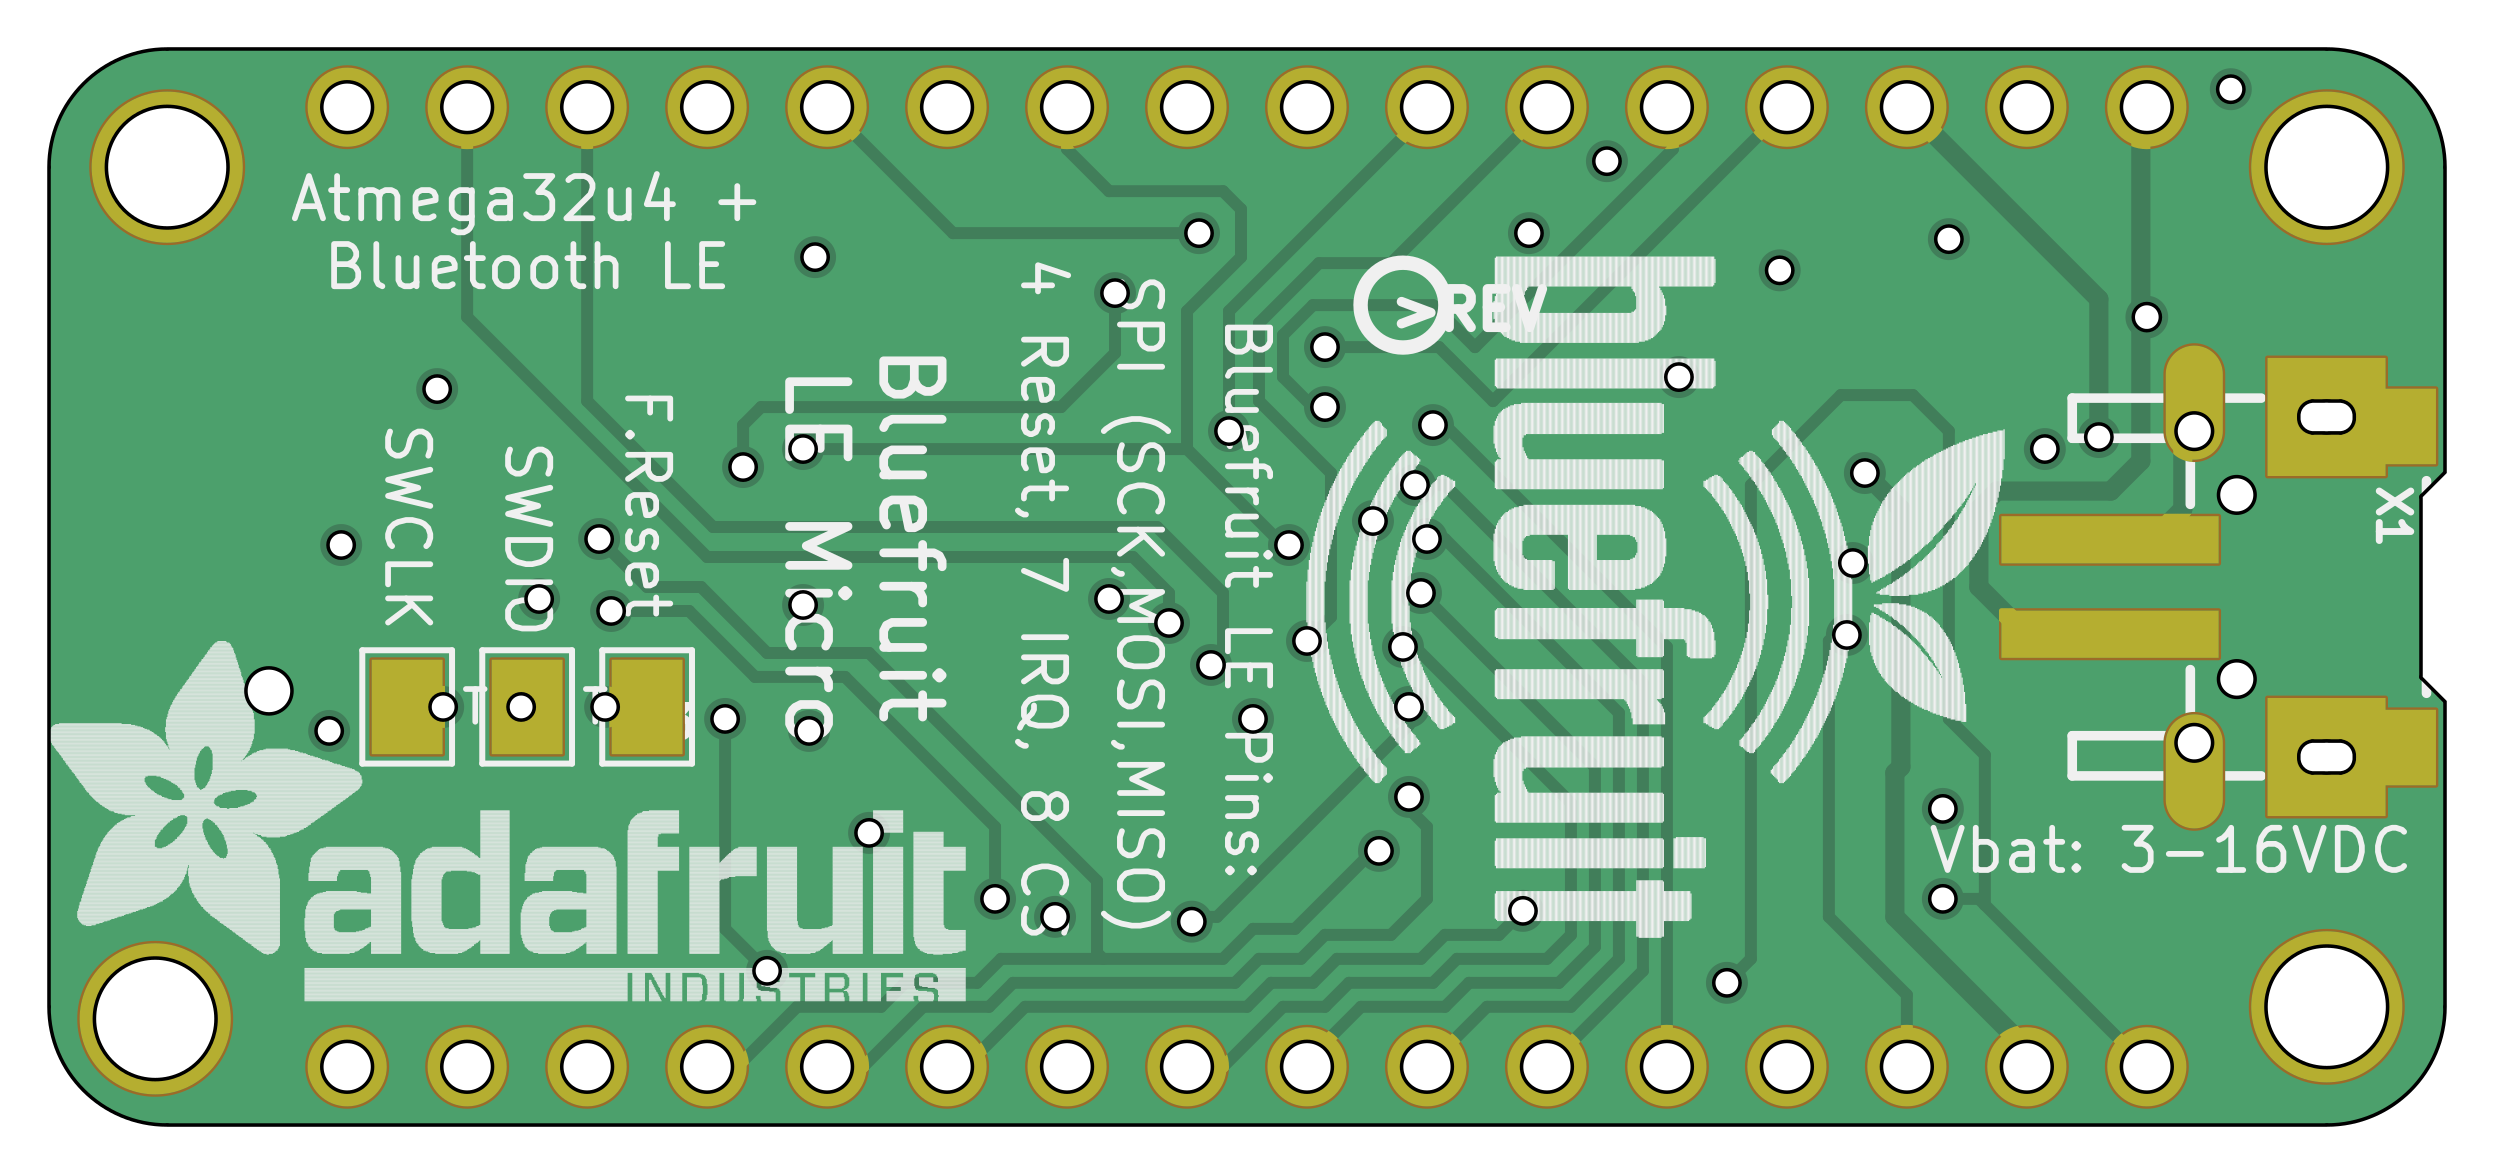 Atmega32u4 +
Bluetooth LE
SWCLK
SWDIO
F.Reset
Bluefruit
LE Micro
Bluefruit LE Pins:
SPI (SCK,MOSI,MISO)
4 Reset, 7 IRQ, 8 CS
REV
bluefruit
x1
Vbat: 3-16VDC
adafruit
INDUSTRIES